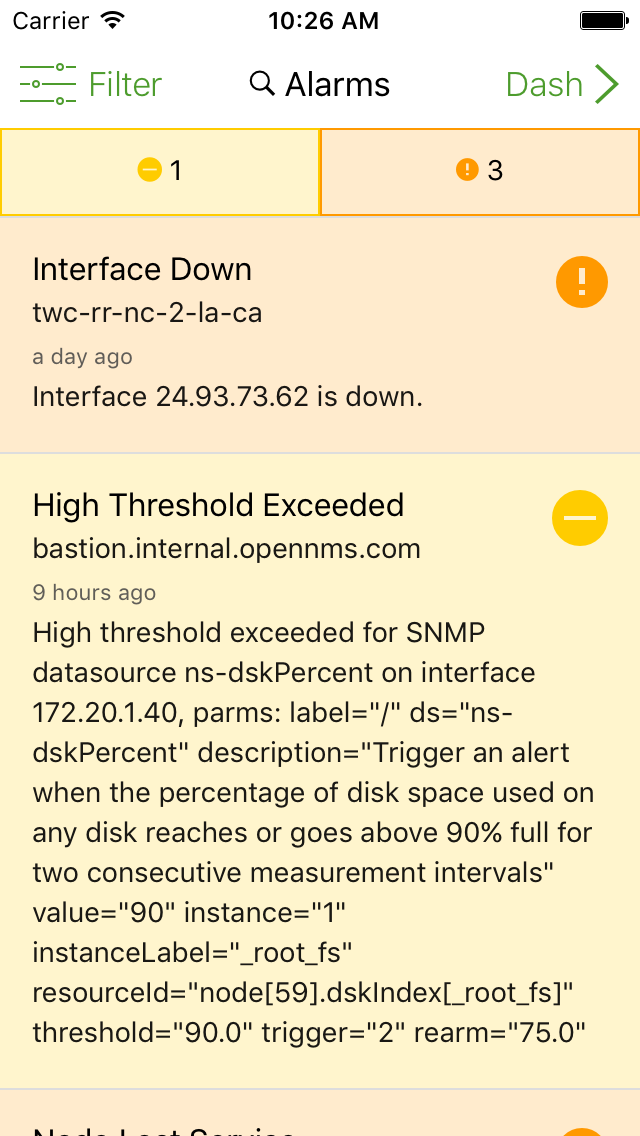 Carrier 10:26 AM
Filter Alarms Dash
1 3
Interface Down
twc-rr-nc-2-la-ca
a day ago
Interface 24.93.73.62 is down.
High Threshold Exceeded
bastion.internal.opennms.com
9 hours ago
High threshold exceeded for SNMP
datasource ns-dskPercent on interface
172.20.1.40, parms: label="/" ds="ns-
dskPercent" description="Trigger an alert
when the percentage of disk space used on
any disk reaches or goes above 90% full for
two consecutive measurement intervals"
value="90" instance="1"
instanceLabel="_root_fs"
resourceId="node[59].dskIndex[_root_fs]"
threshold="90.0" trigger="2" rearm="75.0"
Node Lost Service